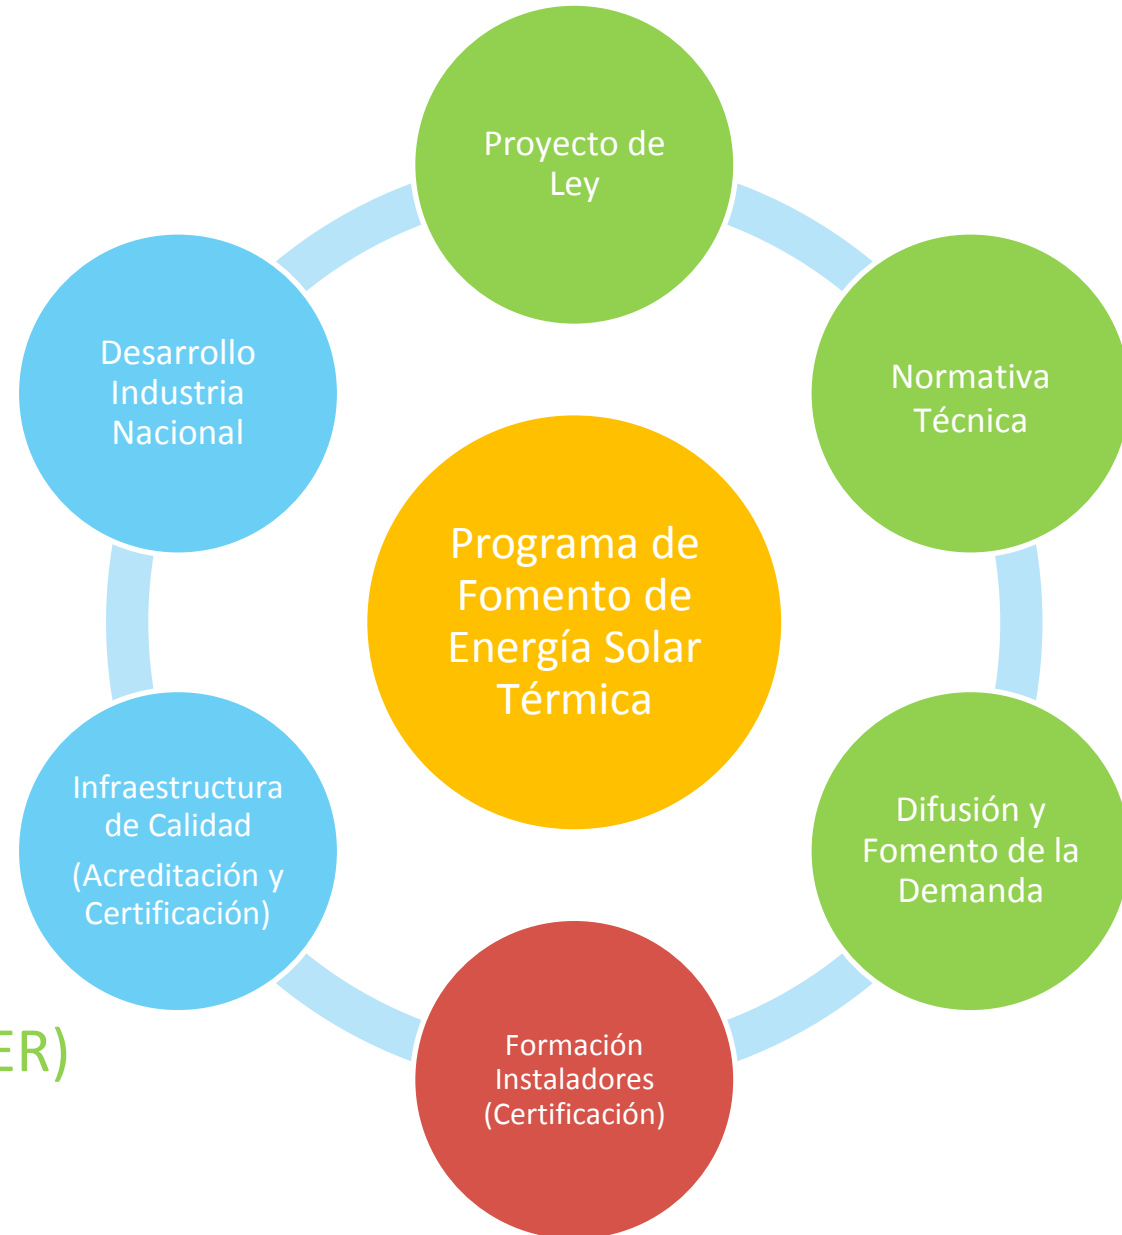 Proyecto de
Ley
Normativa
Técnica
Difusión y
Fomento de la
Demanda
Formación
Instaladores
(Certificación)
Infraestructura
de Calidad
(Acreditación y
Certificación)
Desarrollo
Industria
Nacional
Programa de
Fomento de
Energía Solar
Térmica
ER)